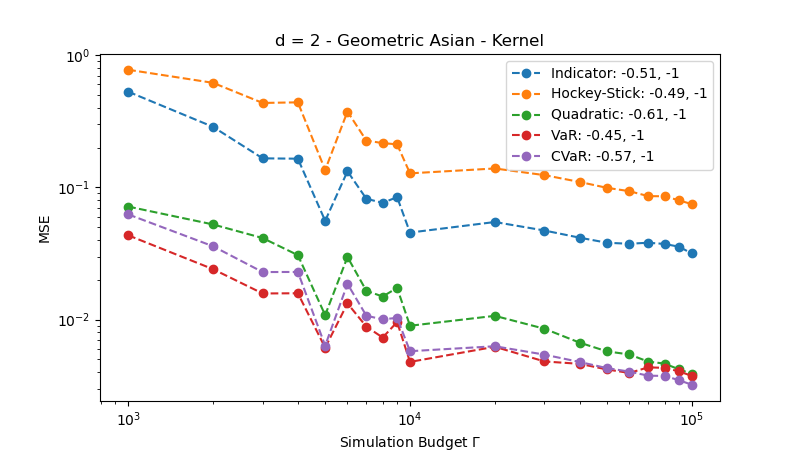 d = 2 - Geometric Asian - Kernel
10⁰
10⁻¹
10⁻²
MSE
Indicator: -0.51, -1
Hockey-Stick: -0.49, -1
Quadratic: -0.61, -1
VaR: -0.45, -1
CVaR: -0.57, -1
10³ 10⁴ 10⁵
Simulation Budget Γ